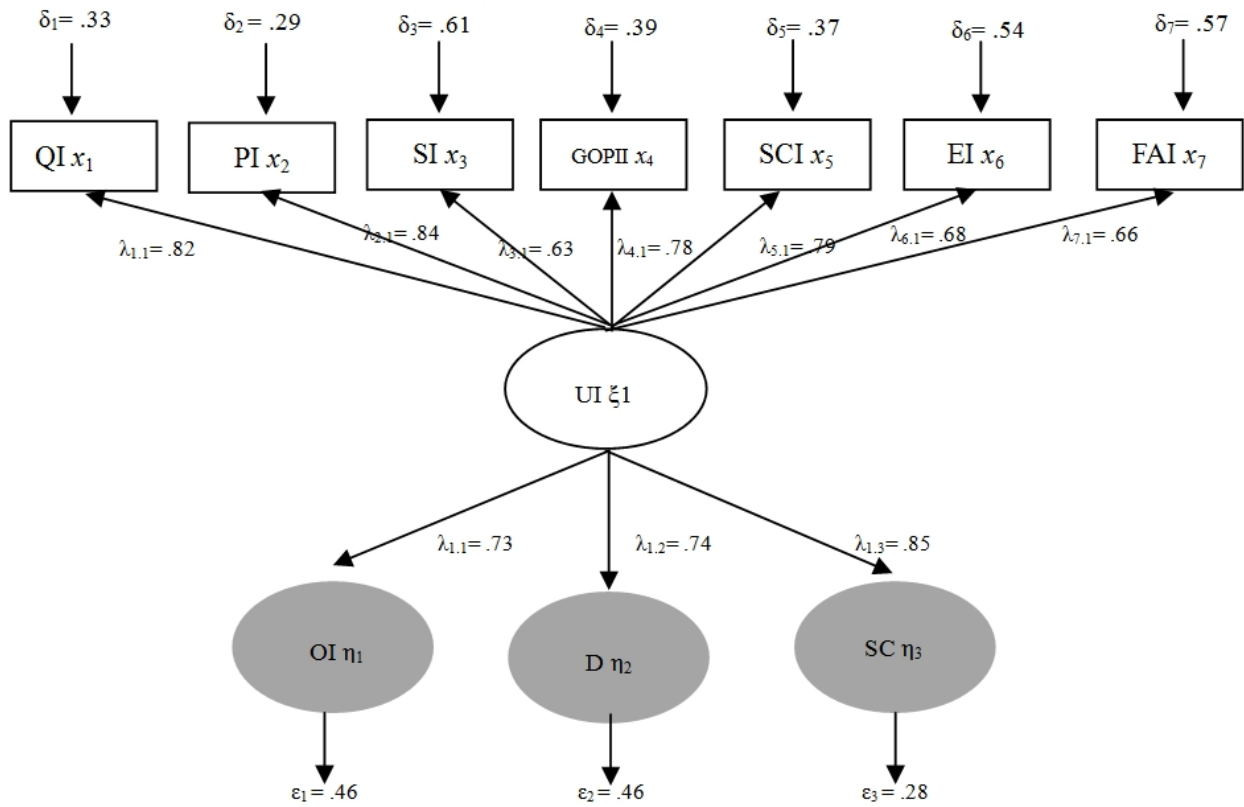 δ₁= .33 δ₂= .29 δ₃= .61 δ₄= .39 δ₅= .37 δ₆= .54 δ₇= .57
QI x₁ PI x₂ SI x₃ GOPII x₄ SCI x₅ EI x₆ FAI x₇
λ₁.₁= .82 λ₂.₁= .84 λ₃.₁= .63 λ₄.₁= .78 λ₅.₁= .79 λ₆.₁= .68 λ₇.₁= .66
UI ξ1
λ₁.₁= .73 λ₁.₂= .74 λ₁.₃= .85
OI η₁ D η₂ SC η₃
ε₁= .46 ε₂= .46 ε₃= .28